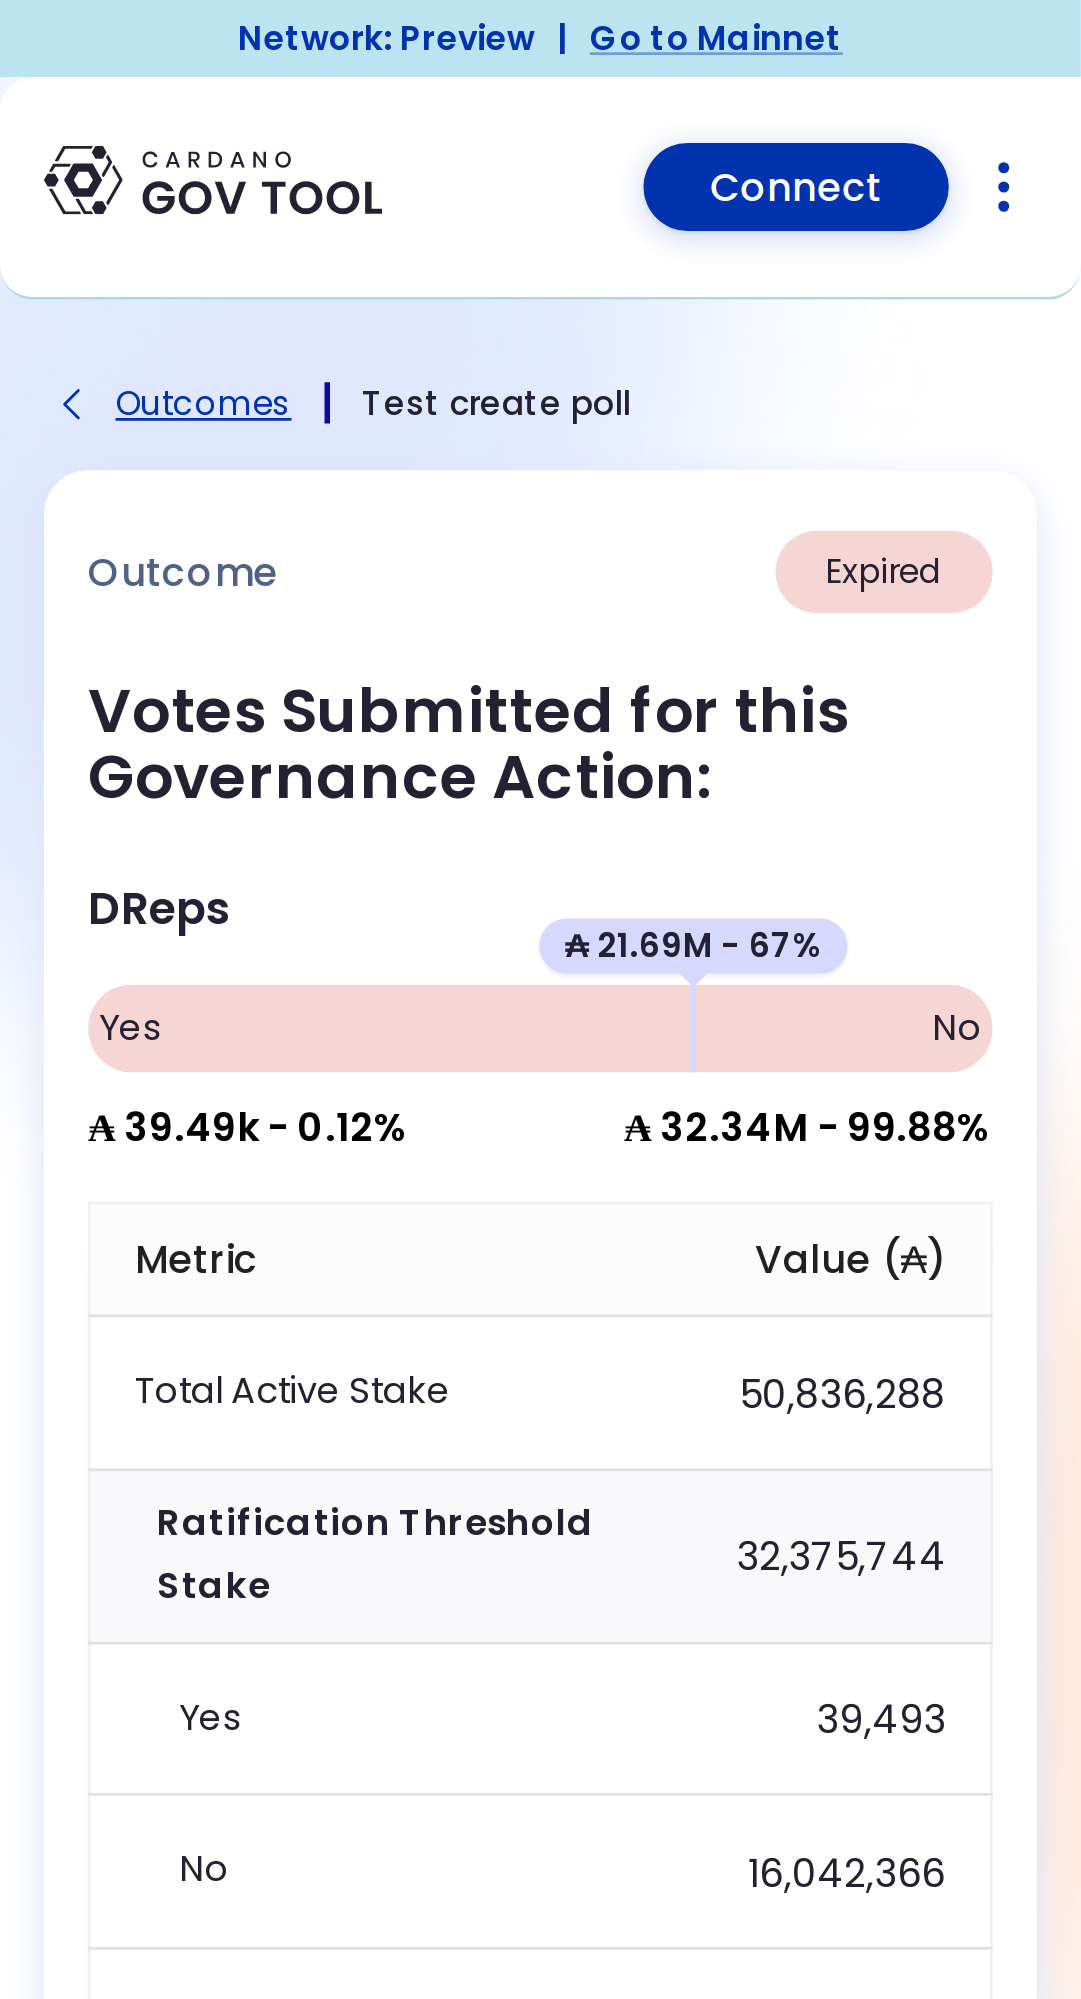 Network: Preview | Go to Mainnet
CARDANO
GOV TOOL
Connect
Outcomes | Test create poll
Outcome
Expired
Votes Submitted for this
Governance Action:
DReps
₳ 21.69M - 67%
Yes
No
₳ 39.49k - 0.12%
₳ 32.34M - 99.88%
Metric
Value (₳)
Total Active Stake
50,836,288
Ratification Threshold
Stake
32,375,744
Yes
39,493
No
16,042,366